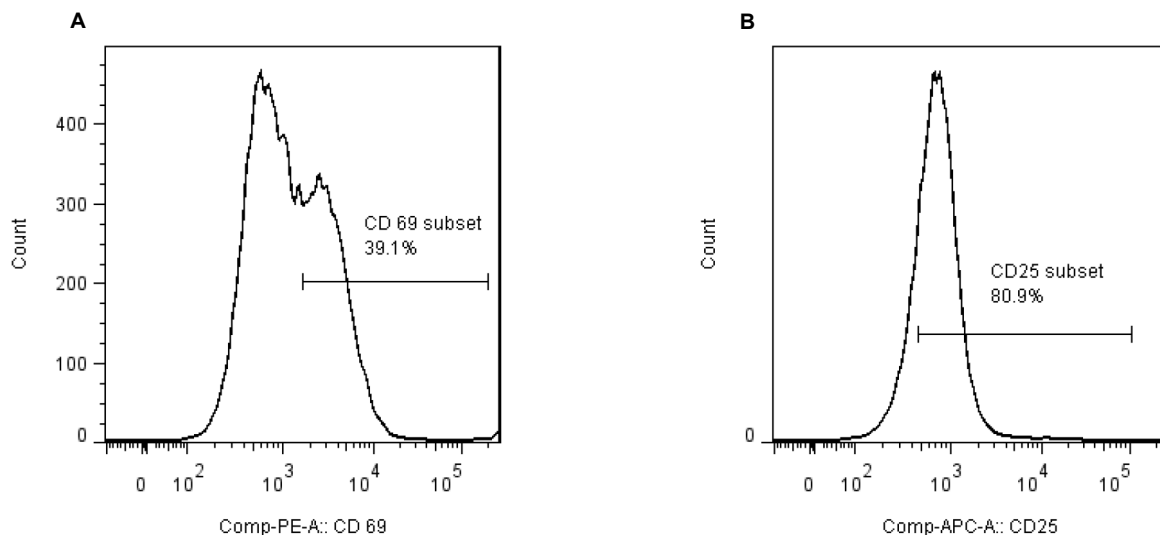 A
Count
400
300
200
100
0
CD 69 subset
39.1%
0 10^2 10^3 10^4 10^5
Comp-PE-A:: CD 69
B
Count
0
CD25 subset
80.9%
0 10^2 10^3 10^4 10^5
Comp-APC-A:: CD25